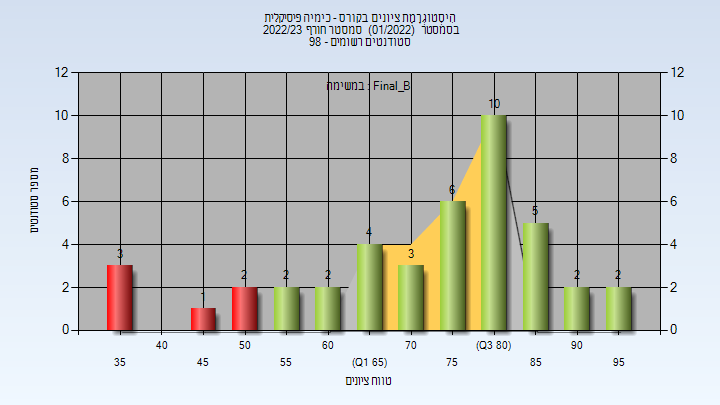 היסטוגרמת ציונים בקורס - כימיה פיסיקלית
בסמסטר (01/2022) סמסטר חורף 2022/23
סטודנטים רשומים - 98
במשימה : Final_B
12 12
10 10
8 8
6 6
4 4
2 2
0 0
מספר סטודנטים
3 1 2 2 2 4 3 6 10 5 2 2
40 50 60 70 (Q3 80) 90
35 45 55 (Q1 65) 75 85 95
טווח ציונים